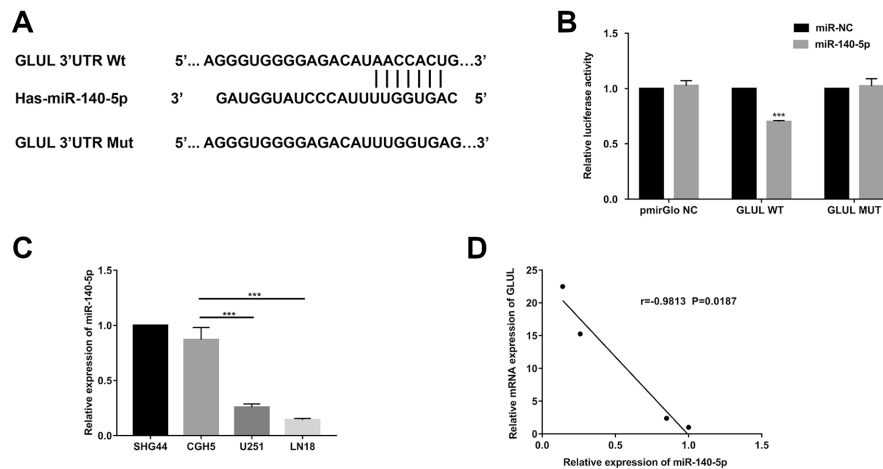 A
GLUL 3'UTR Wt 5'... AGGGUGGGGAGACAUAACCACUG...3'
Has-miR-140-5p 3' GAUGGUAUCCCAUUUUGGUGAC 5'
GLUL 3'UTR Mut 5'... AGGGUGGGGAGACAUUUGGUGAG...3'
B
miR-NC
miR-140-5p
Relative luciferase activity
1.5
1.0
0.5
0.0
***
pmirGlo NC GLUL WT GLUL MUT
C
Relative expression of miR-140-5p
1.5
1.0
0.5
0.0
***
***
SHG44 CGH5 U251 LN18
D
Relative mRNA expression of GLUL
25
20
15
10
5
0
r=-0.9813 P=0.0187
0.0 0.5 1.0 1.5
Relative expression of miR-140-5p